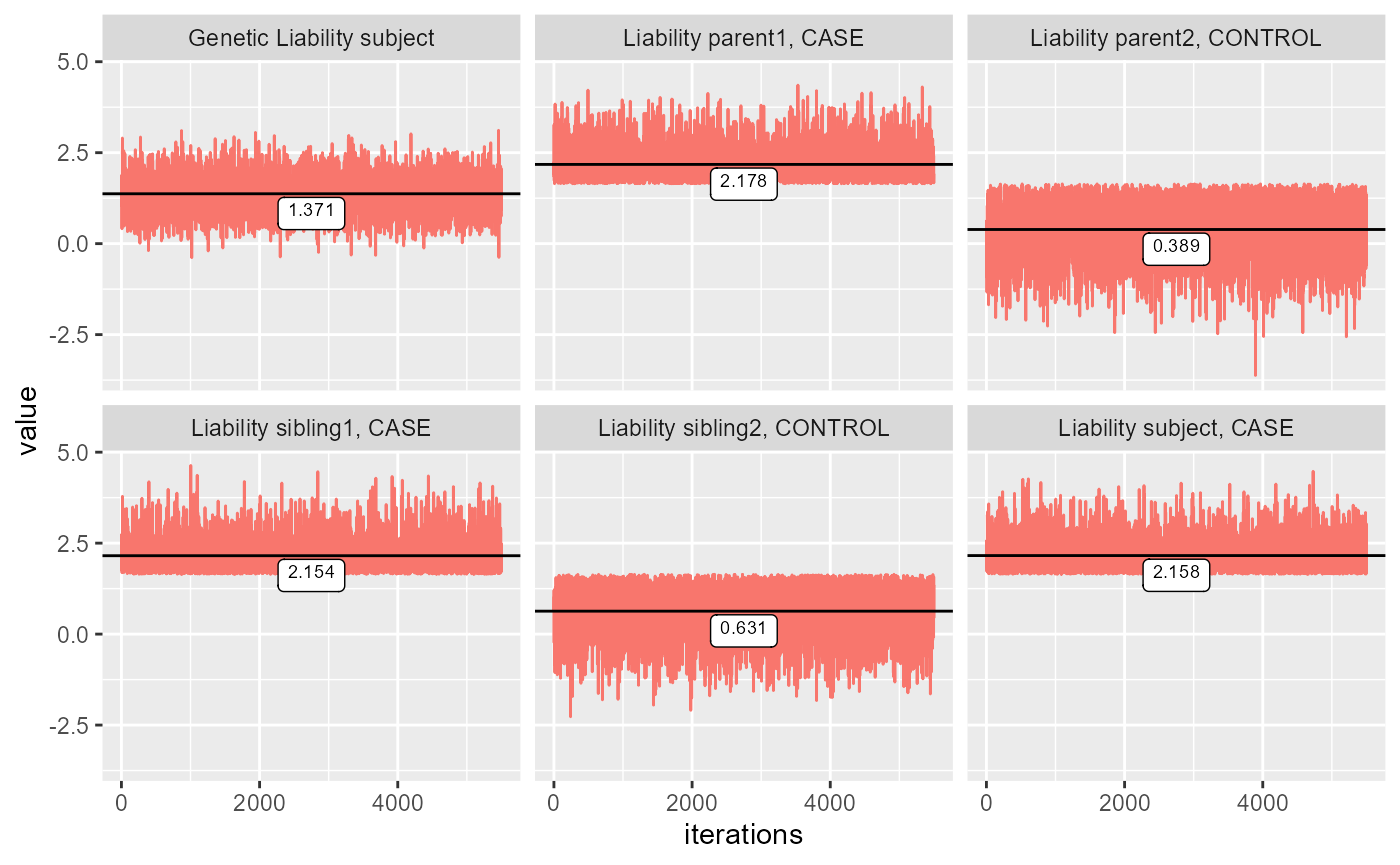 Genetic Liability subject
Liability parent1, CASE
Liability parent2, CONTROL
5.0
2.5
0.0
-2.5
1.371
2.178
0.389
value
Liability sibling1, CASE
Liability sibling2, CONTROL
Liability subject, CASE
5.0
2.5
0.0
-2.5
2.154
0.631
2.158
0 2000 4000
0 2000 4000
0 2000 4000
iterations